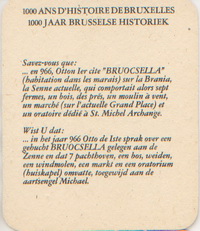 1000 ANS D'HISTOIRE DE BRUXELLES
1000 JAAR BRUSSELSE HISTORIEK
Savez-vous que:
... en 966, Otton Ier cite "BRUOCSELLA"
(habitation dans les marais) sur la Brania,
la Senne actuelle, qui comportait alors sept
fermes, un bois, des prés, un moulin à vent,
un marché (sur l'actuelle Grand Place) et
un oratoire dédié à St. Michel Archange.
Wist U dat:
... in het jaar 966 Otto de Iste sprak over een
gehucht BRUOCSELLA gelegen aan de
Zenne en dat 7 pachthoven, een bos, weiden,
een windmolen, een markt en een oratorium
(huiskapel) omvatte, toegewijd aan de
aartsengel Michael.